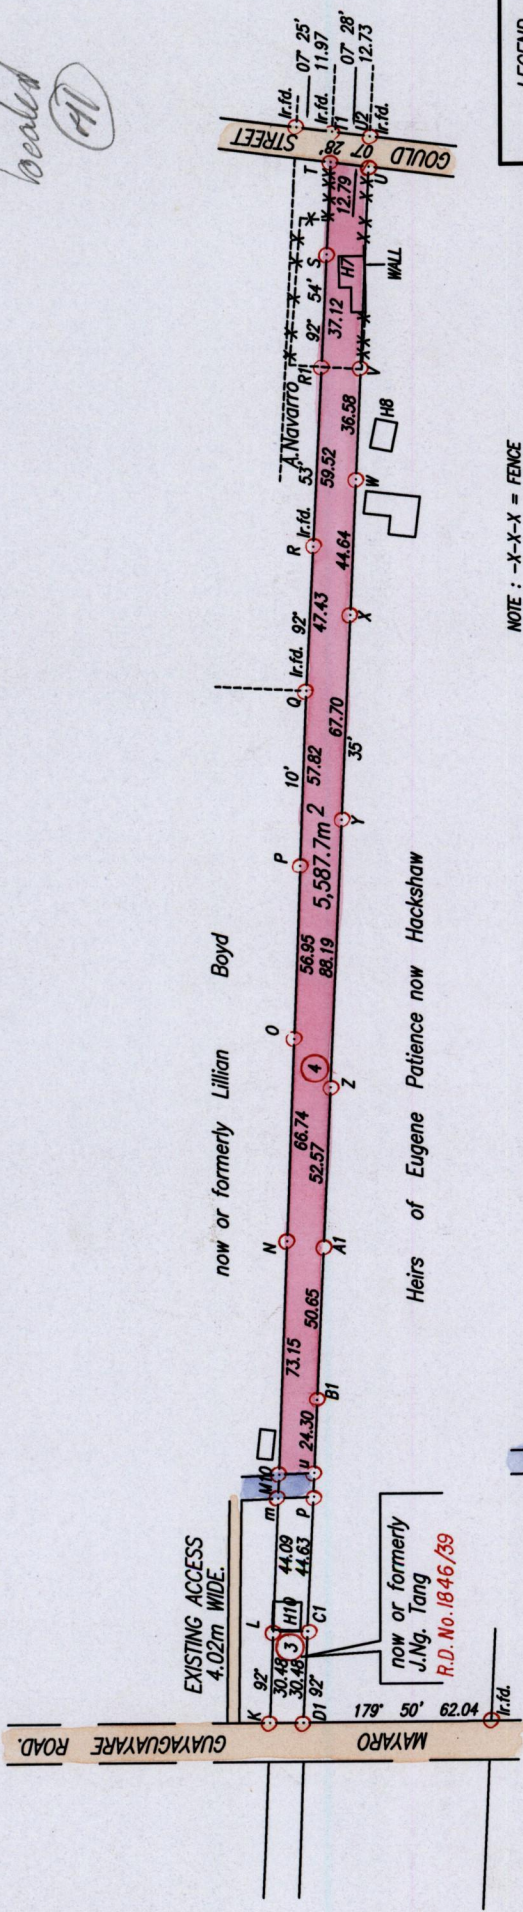 located
LEGEND
Ir.fd.
07° 25'
11.97
Ir.fd.
07° 28'
12.73
Ir.fd.
T1
U2
GOULD STREET
07° 28'
T
12.79
U
S
H7
WALL
92° 54'
37.12
R1
V
A.Navarro
36.58
H8
53'
59.52
W
R Ir.fd.
44.64
92°
47.43
X
Q Ir.fd.
67.70
35'
10'
57.82
5,587.7m²
Y
P
56.95
88.19
O
4
Z
now or formerly Lillian Boyd
66.74
52.57
N
A1
73.15
50.65
Heirs of Eugene Patience now Hackshaw
B1
24.30
M10
u
m
P
EXISTING ACCESS
4.02m WIDE.
44.09
44.63
L
H10
C1
3
92°
30.48
30.48
92°
K
D1
now or formerly
J.Ng. Tang
R.D. No.1846/39
179° 50' 62.04
Ir.fd.
MAYARO GUAYAGUAYARE ROAD.
NOTE : -X-X-X = FENCE